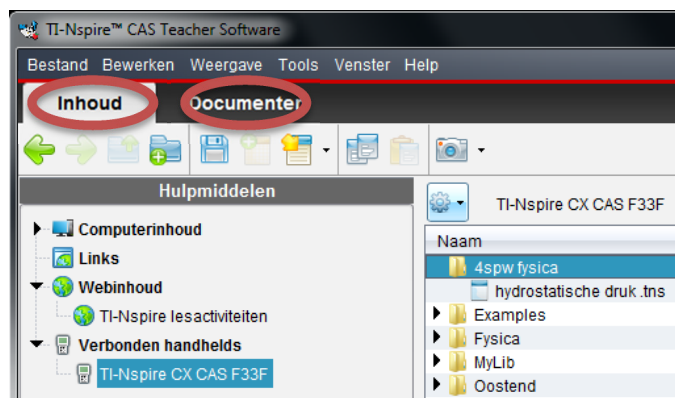 TI-Nspire™ CAS Teacher Software
Bestand Bewerken Weergave Tools Venster Help
Inhoud Documenten
Hulpmiddelen
Computerinhoud
Links
Webinhoud
TI-Nspire lesactiviteiten
Verbonden handhelds
TI-Nspire CX CAS F33F
TI-Nspire CX CAS F33F
Naam
4spw fysica
hydrostatische druk .tns
Examples
Fysica
MyLib
Oostend